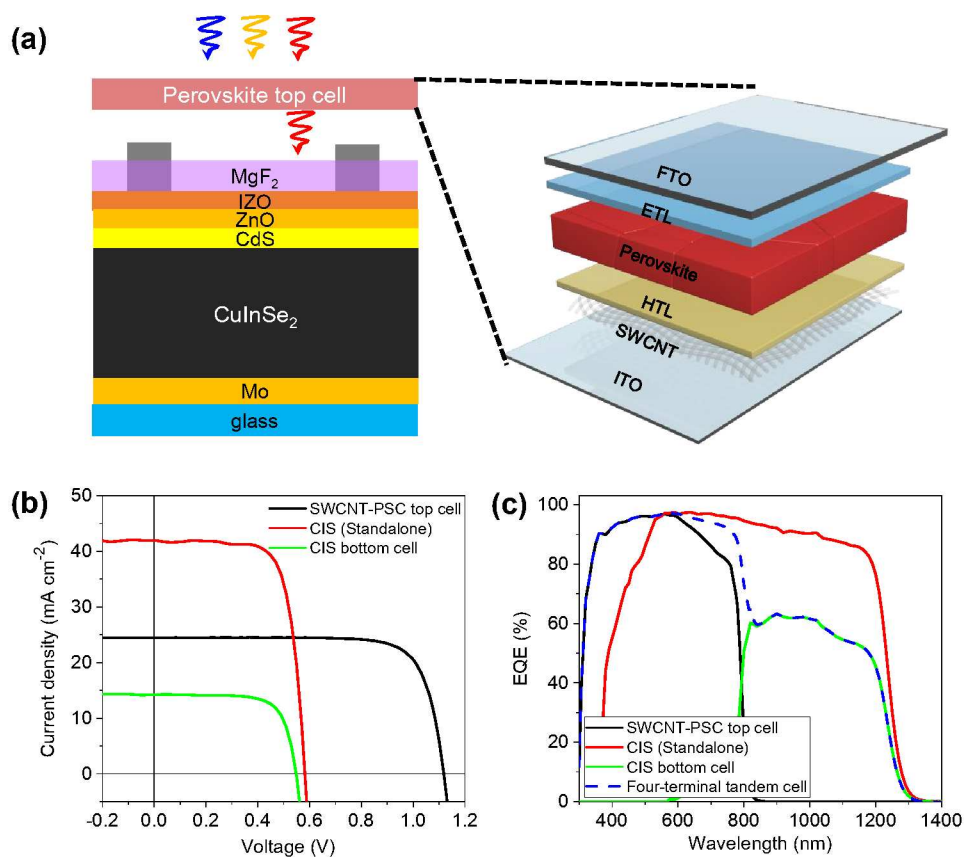 (a)
Perovskite top cell
MgF₂
IZO
ZnO
CdS
CuInSe₂
Mo
glass
FTO
ETL
Perovskite
HTL
SWCNT
ITO
(b)
50
40
30
20
10
0
Current density (mA cm⁻²)
SWCNT-PSC top cell
CIS (Standalone)
CIS bottom cell
-0.2 0.0 0.2 0.4 0.6 0.8 1.0 1.2
Voltage (V)
(c)
100
80
60
40
20
0
EQE (%)
SWCNT-PSC top cell
CIS (Standalone)
CIS bottom cell
Four-terminal tandem cell
400 600 800 1000 1200 1400
Wavelength (nm)